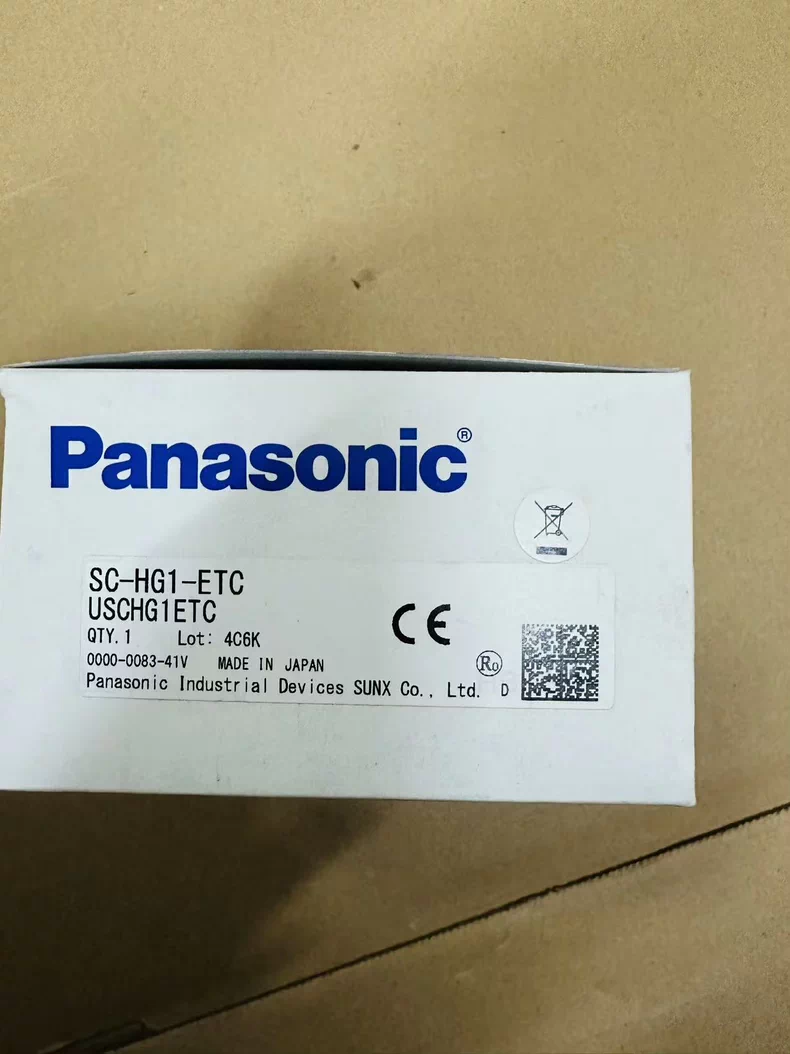 Panasonic®
SC-HG1-ETC
USCHG1ETC
QTY.1 Lot: 4C6K
CE
0000-0083-41V MADE IN JAPAN
Ro
Panasonic Industrial Devices SUNX Co., Ltd. D